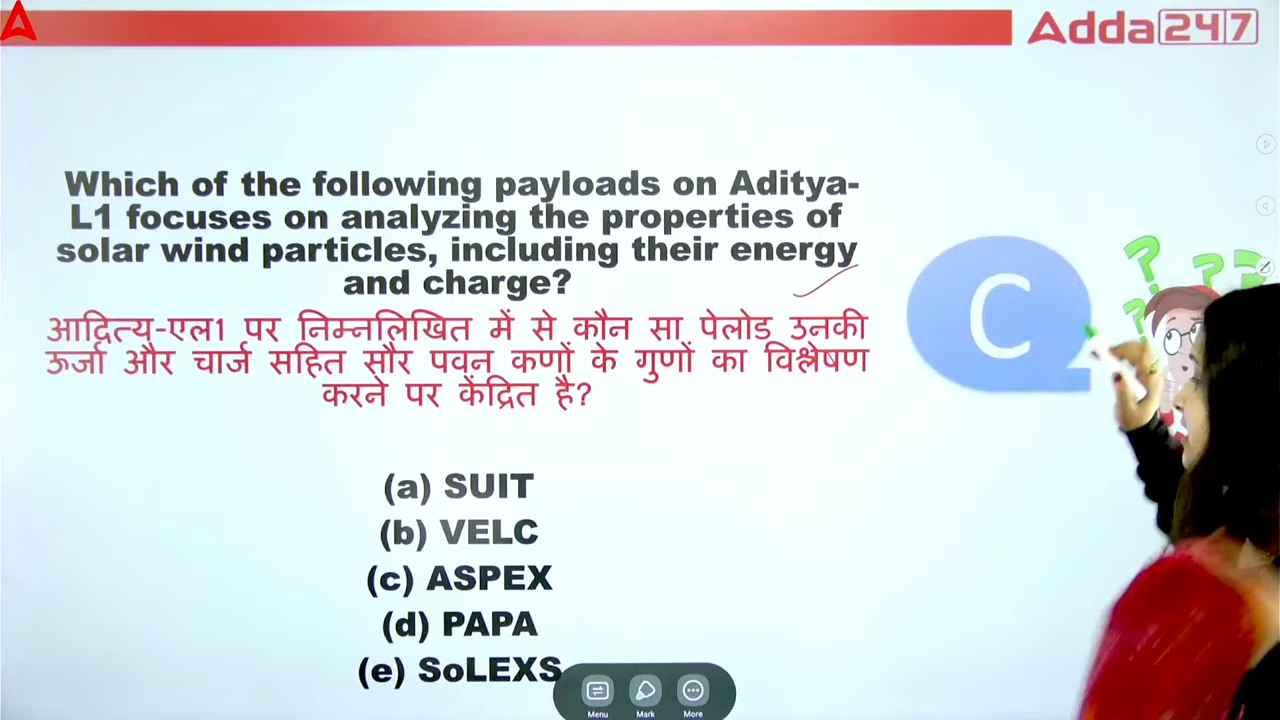 Adda247
Which of the following payloads on Aditya-
L1 focuses on analyzing the properties of
solar wind particles, including their energy
and charge?
आदित्य-एल1 पर निम्नलिखित में से कौन सा पेलोड उनकी
ऊर्जा और चार्ज सहित सौर पवन कणों के गुणों का विश्लेषण
करने पर केंद्रित है?
C
(a) SUIT
(b) VELC
(c) ASPEX
(d) PAPA
(e) SoLEXS
Menu Mark More